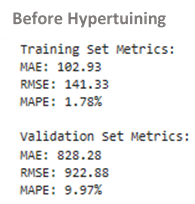 Before Hypertuining
Training Set Metrics:
MAE: 102.93
RMSE: 141.33
MAPE: 1.78%
Validation Set Metrics:
MAE: 828.28
RMSE: 922.88
MAPE: 9.97%